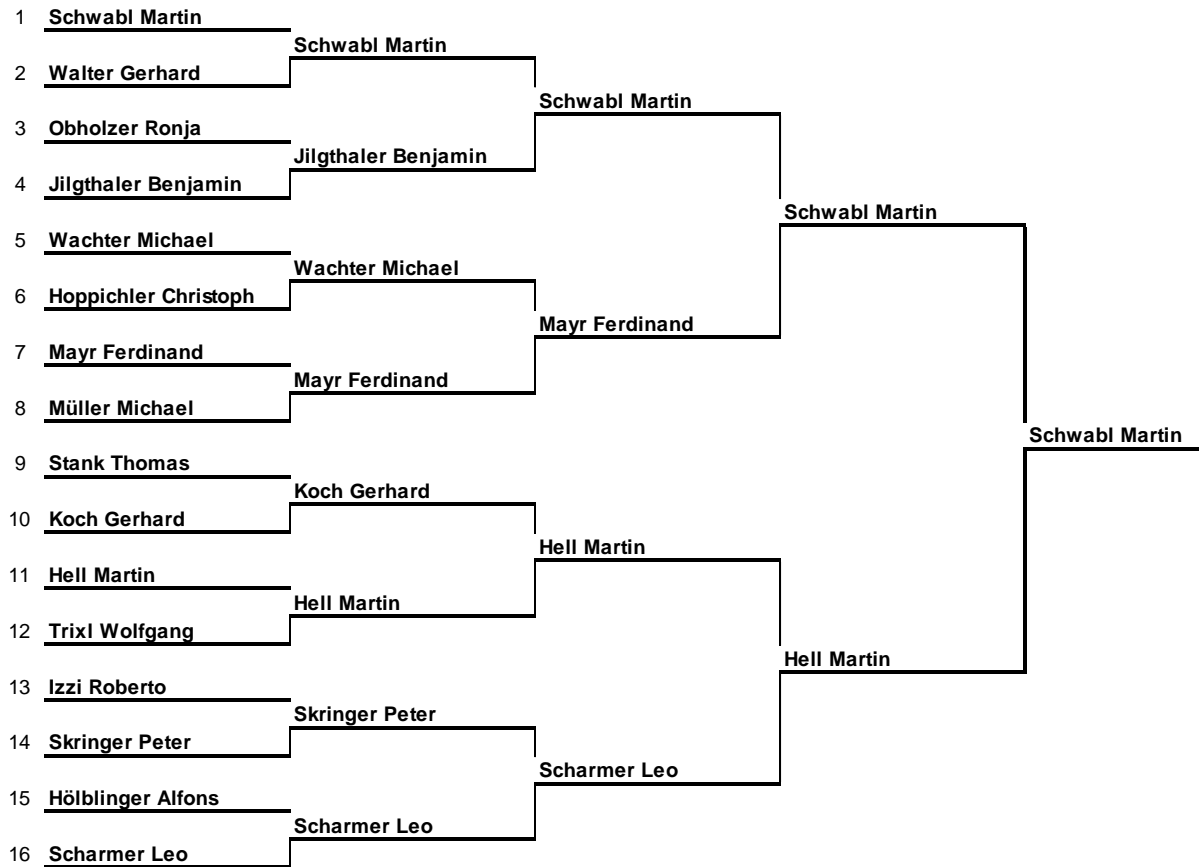 1 Schwabl Martin
Schwabl Martin
2 Walter Gerhard
Schwabl Martin
3 Obholzer Ronja
Jilgthaler Benjamin
4 Jilgthaler Benjamin
Schwabl Martin
5 Wachter Michael
Wachter Michael
6 Hoppichler Christoph
Mayr Ferdinand
7 Mayr Ferdinand
Mayr Ferdinand
8 Müller Michael
Schwabl Martin
9 Stank Thomas
Koch Gerhard
10 Koch Gerhard
Hell Martin
11 Hell Martin
Hell Martin
12 Trixl Wolfgang
Hell Martin
13 Izzi Roberto
Skringer Peter
14 Skringer Peter
Scharmer Leo
15 Hölblinger Alfons
Scharmer Leo
16 Scharmer Leo